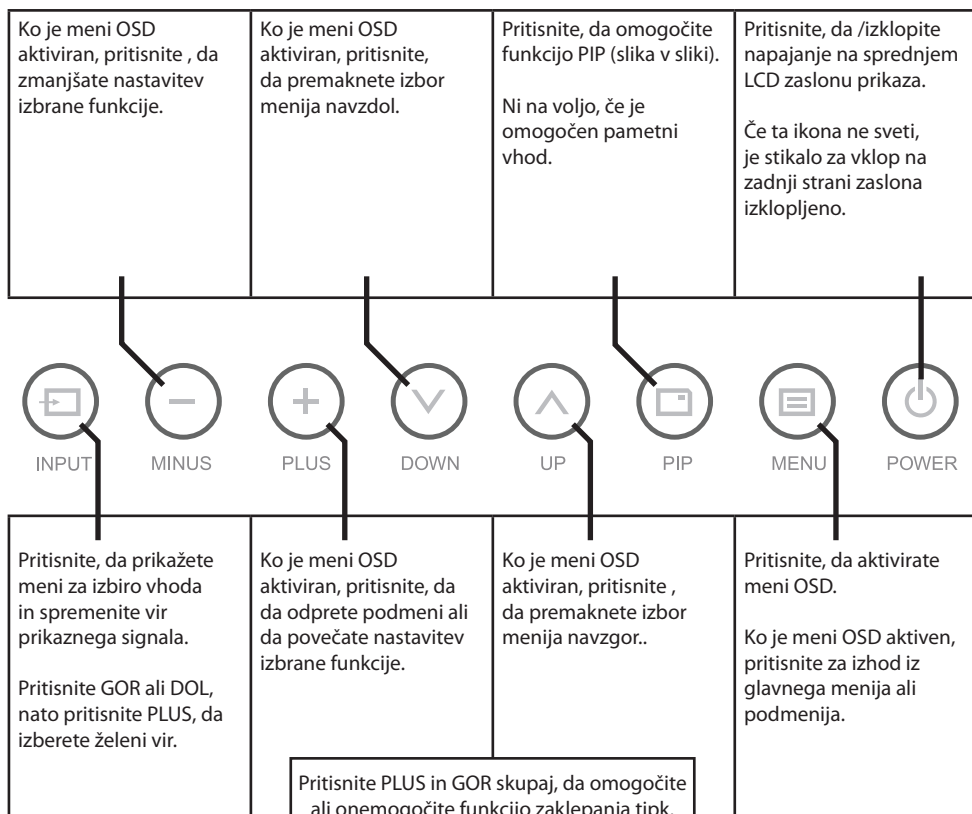 Ko je meni OSD
aktiviran, pritisnite , da
zmanjšate nastavitev
izbrane funkcije.
Ko je meni OSD
aktiviran, pritisnite,
da premaknete izbor
menija navzdol.
Pritisnite, da omogočite
funkcijo PIP (slika v sliki).
Ni na voljo, če je
omogočen pametni
vhod.
Pritisnite, da /izklopite
napajanje na sprednjem
LCD zaslonu prikaza.
Če ta ikona ne sveti,
je stikalo za vklop na
zadnji strani zaslona
izklopljeno.
INPUT
MINUS
PLUS
DOWN
UP
PIP
MENU
POWER
Pritisnite, da prikažete
meni za izbiro vhoda
in spremenite vir
prikaznega signala.
Pritisnite GOR ali DOL,
nato pritisnite PLUS, da
izberete želeni vir.
Ko je meni OSD
aktiviran, pritisnite, da
da odprete podmeni ali
da povečate nastavitev
izbrane funkcije.
Ko je meni OSD
aktiviran, pritisnite ,
da premaknete izbor
menija navzgor..
Pritisnite, da aktivirate
meni OSD.
Ko je meni OSD aktiven,
pritisnite za izhod iz
glavnega menija ali
podmenija.
Pritisnite PLUS in GOR skupaj, da omogočite
ali onemogočite funkcijo zaklepanja tipk.